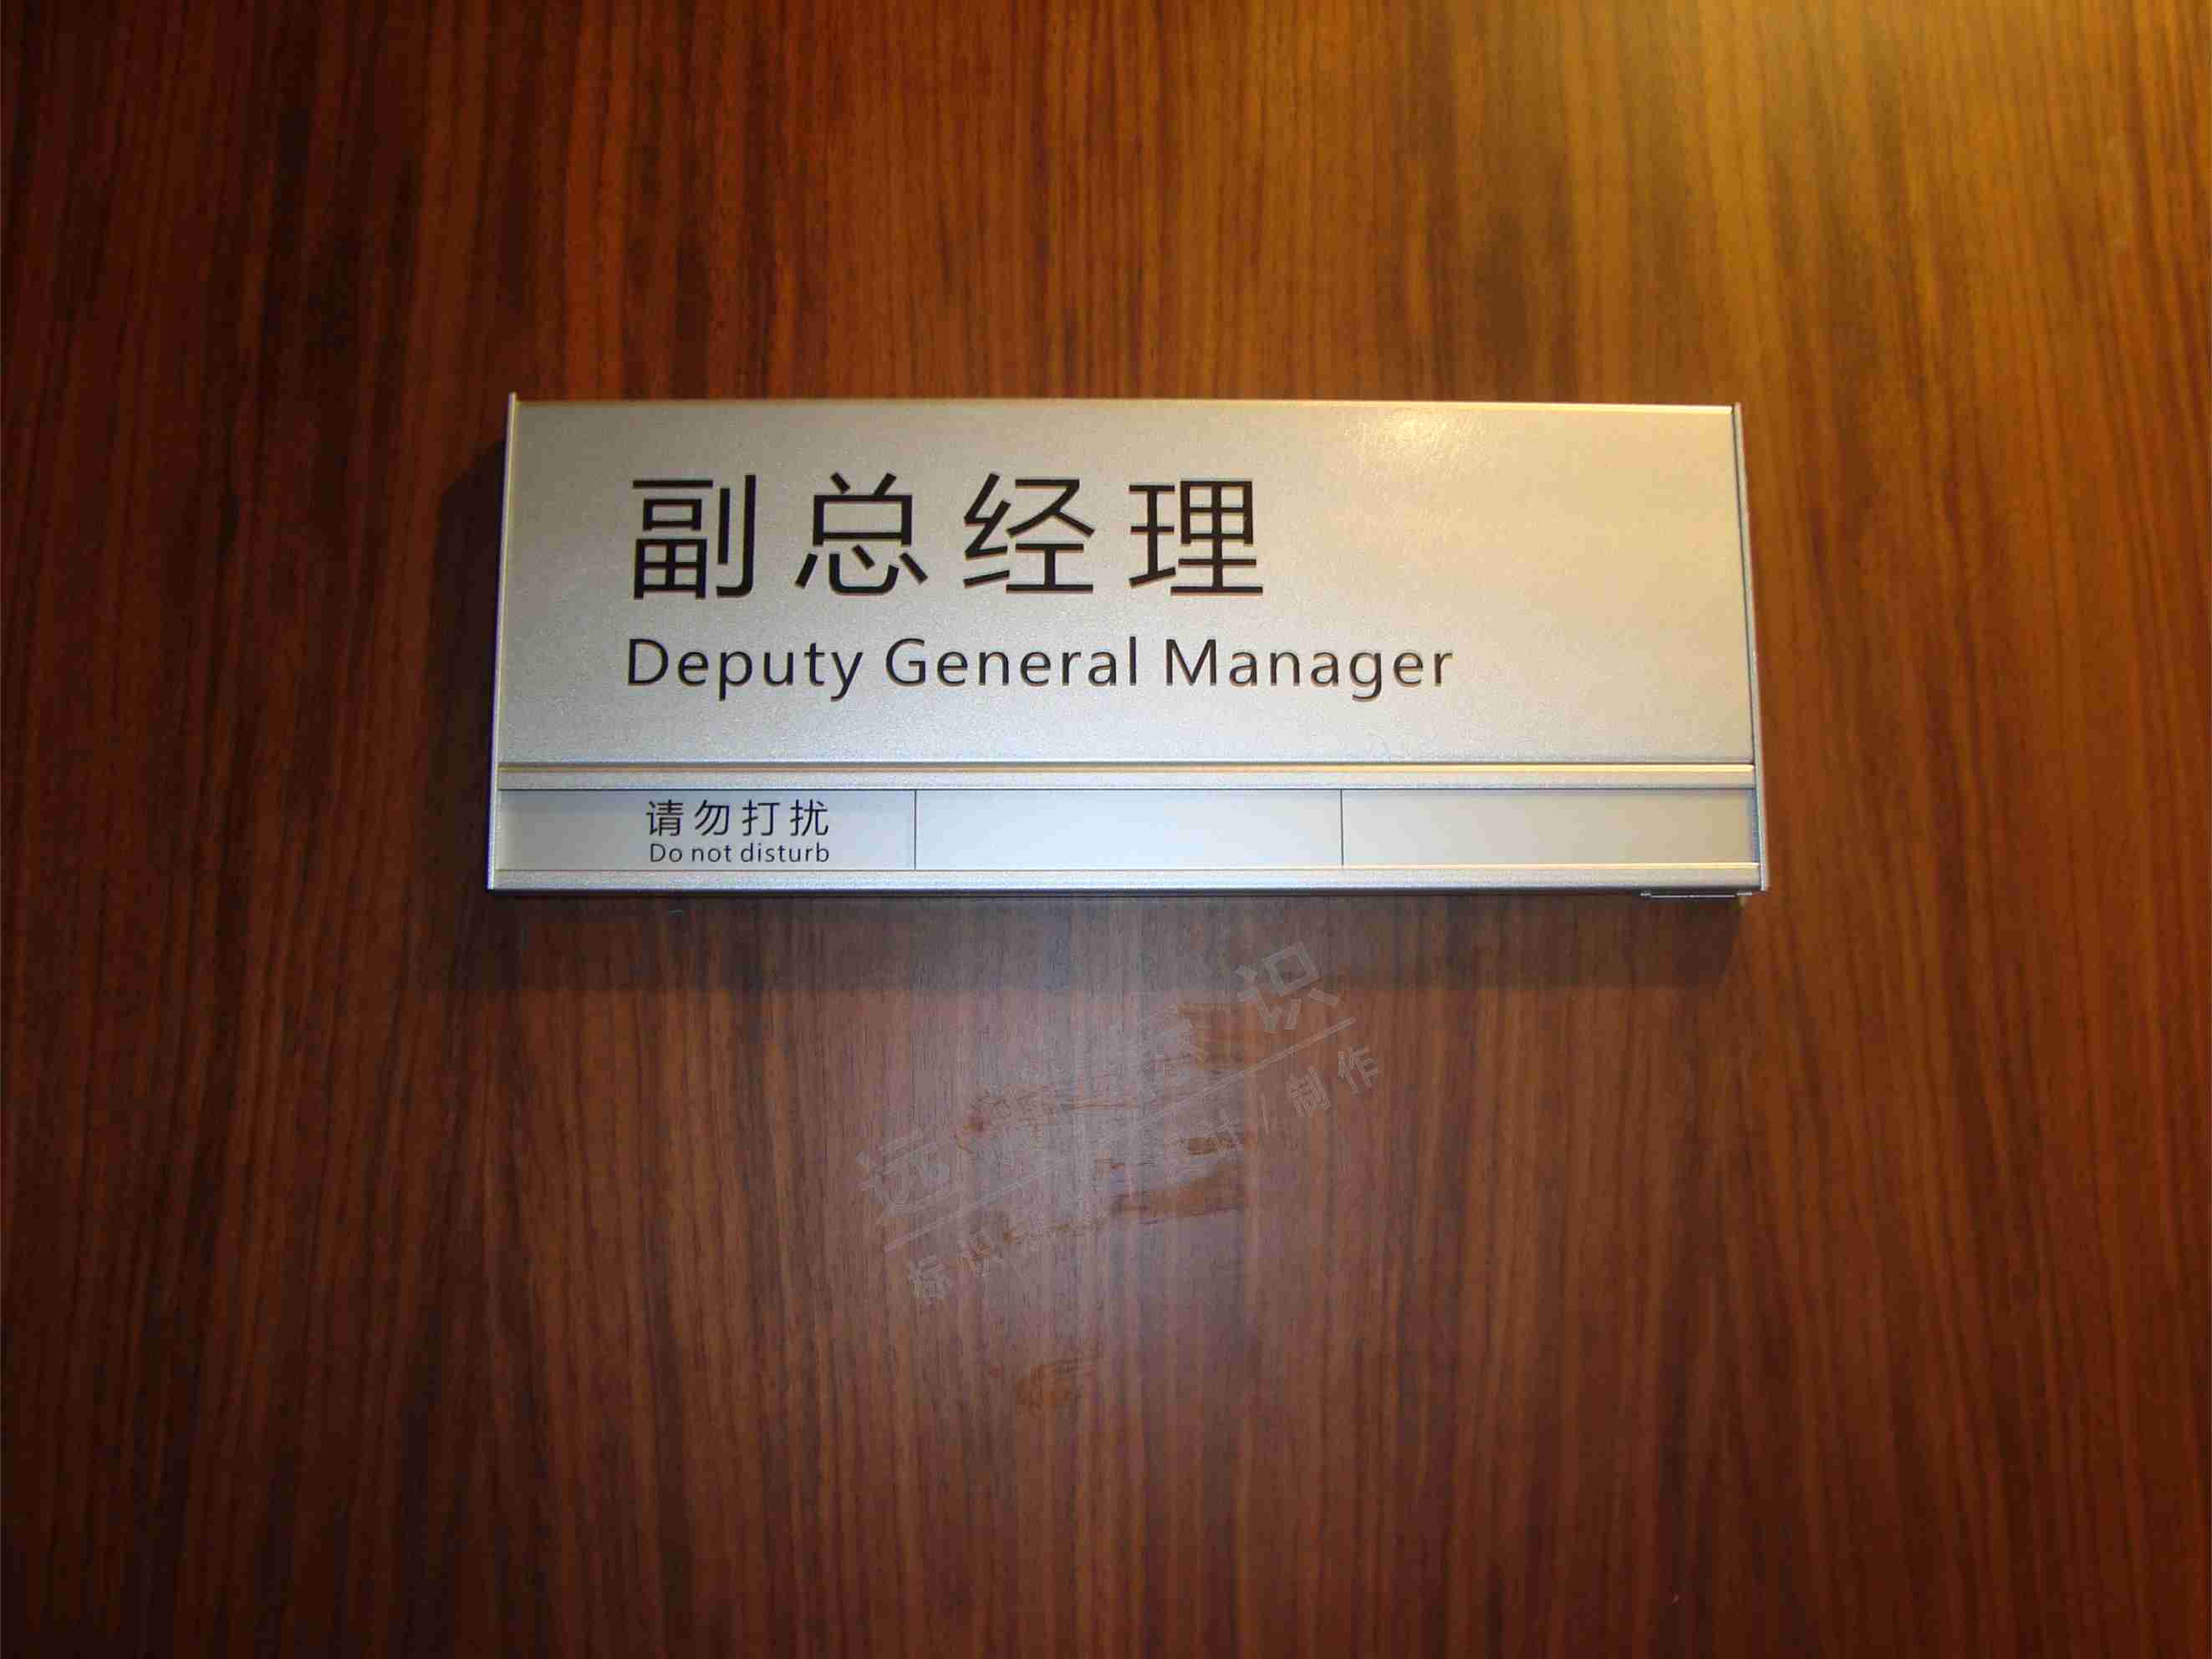 副总经理
Deputy General Manager
请勿打扰
Do not disturb